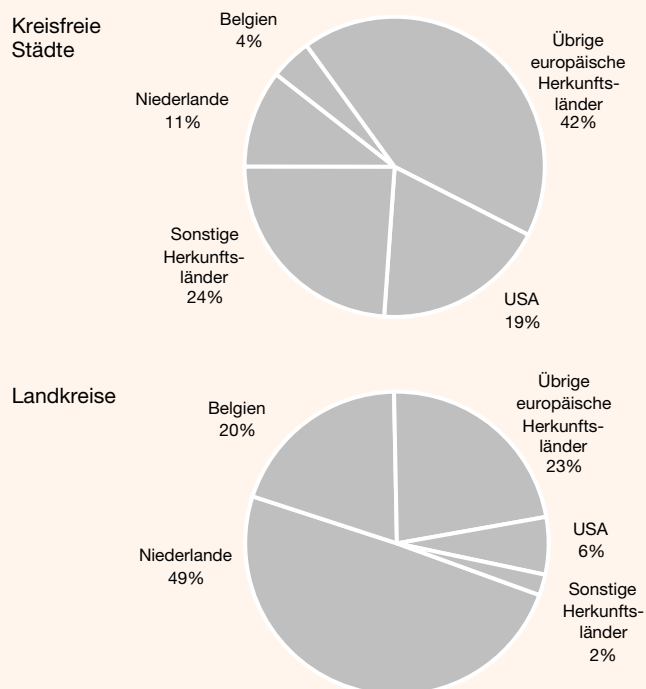 Kreisfreie
Städte
Belgien
4%
Übrige
europäische
Herkunfts-
länder
42%
Niederlande
11%
Sonstige
Herkunfts-
länder
24%
USA
19%
Landkreise
Belgien
20%
Übrige
europäische
Herkunfts-
länder
23%
USA
6%
Niederlande
49%
Sonstige
Herkunfts-
länder
2%